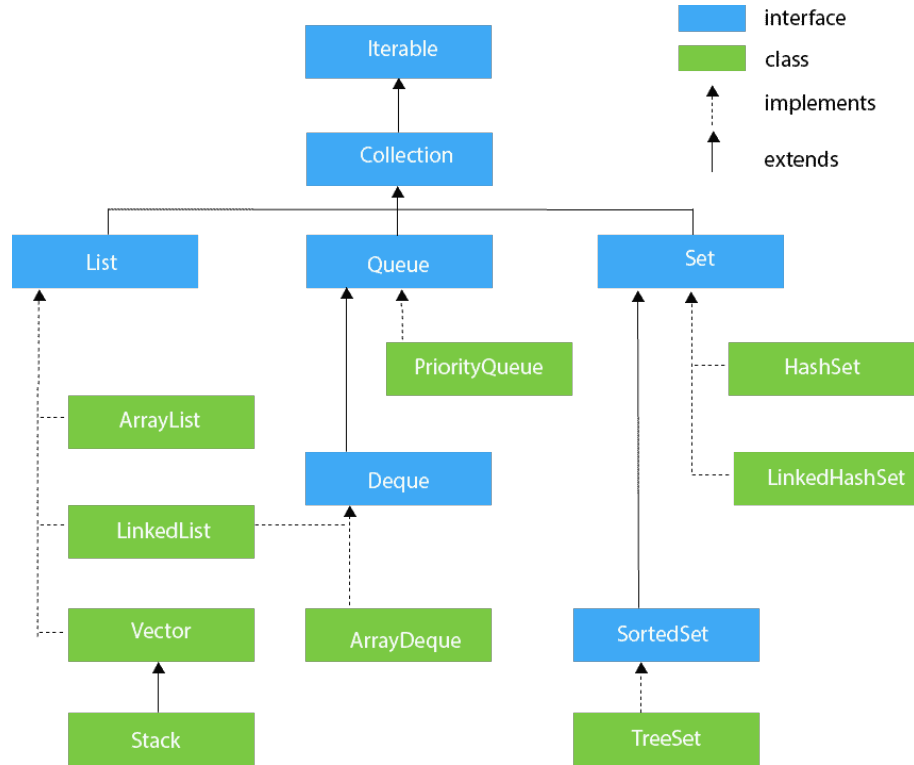 interface
Iterable
class
implements
Collection
extends
List
Queue
Set
PriorityQueue
HashSet
ArrayList
Deque
LinkedHashSet
LinkedList
Vector
ArrayDeque
SortedSet
Stack
TreeSet